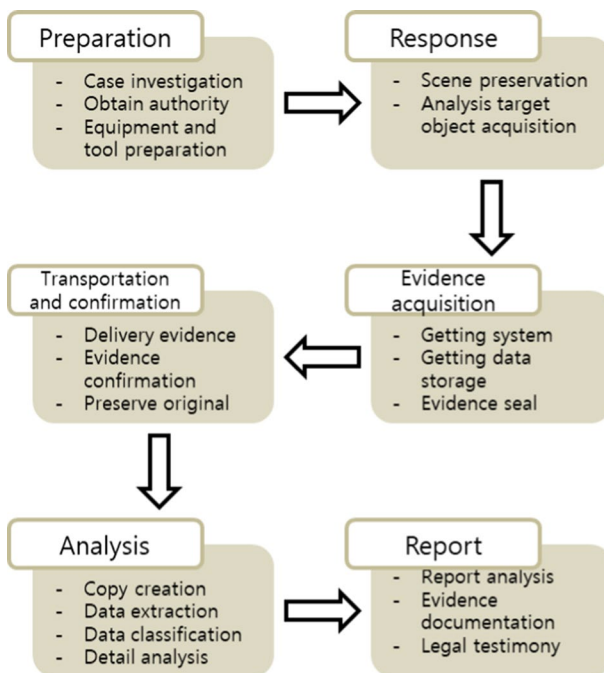 Preparation
- Case investigation
- Obtain authority
- Equipment and
tool preparation
Response
- Scene preservation
- Analysis target
object acquisition
Evidence
acquisition
- Getting system
- Getting data
storage
- Evidence seal
Transportation
and confirmation
- Delivery evidence
- Evidence
confirmation
- Preserve original
Analysis
- Copy creation
- Data extraction
- Data classification
- Detail analysis
Report
- Report analysis
- Evidence
documentation
- Legal testimony